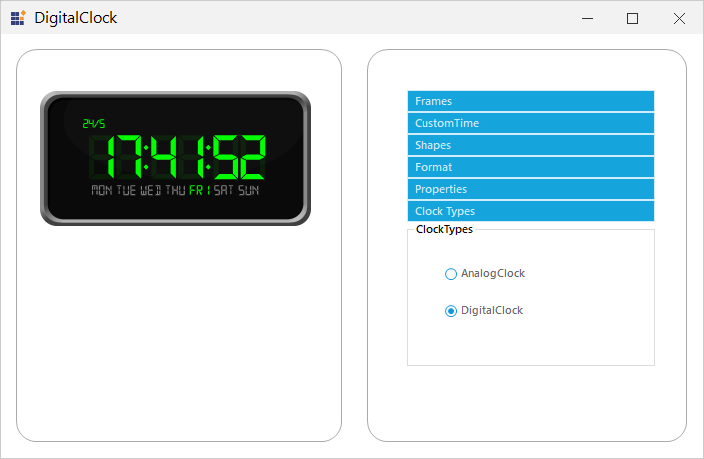 DigitalClock
24/5
17:41:52
MON TUE WED THU FRI SAT SUN
Frames
CustomTime
Shapes
Format
Properties
Clock Types
ClockTypes
AnalogClock
DigitalClock